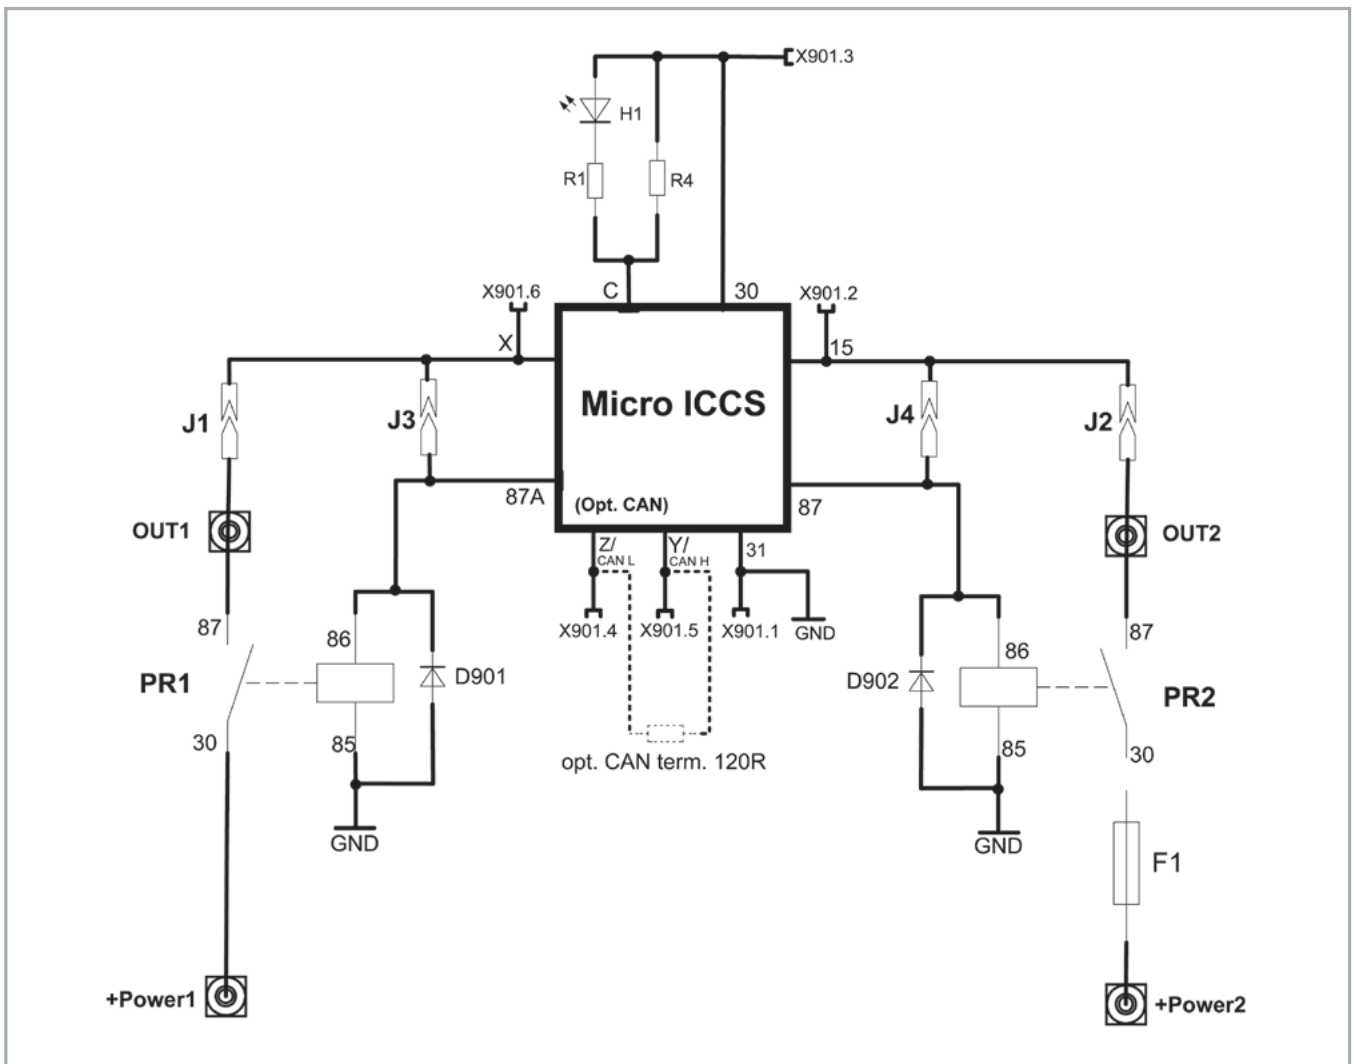 X901.3
H1
R1
R4
X901.6
C
30
X901.2
X
15
J1
J3
Micro ICCS
J4
J2
87A
(Opt. CAN)
87
OUT1
OUT2
Z/
CAN L
Y/
CAN H
31
X901.4
X901.5
X901.1
GND
87
86
PR1
D901
30
85
GND
opt. CAN term. 120R
87
86
D902
PR2
85
30
GND
F1
+Power1
+Power2